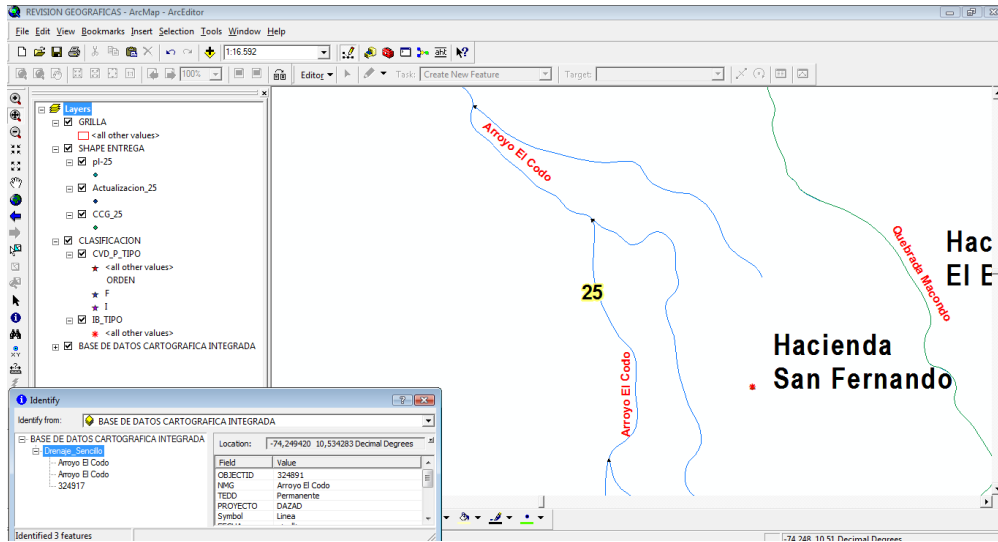 REVISION GEOGRAFICAS - ArcMap - ArcEditor
File Edit View Bookmarks Insert Selection Tools Window Help
1:16.592
100% Editor Task: Create New Feature Target:
Layers
GRILLA
<all other values>
SHAPE ENTREGA
pl-25
Actualizacion_25
CCG_25
CLASIFICACION
CVD_P_TIPO
<all other values>
ORDEN
F
I
IB_TIPO
<all other values>
BASE DE DATOS CARTOGRAFICA INTEGRADA
Arroyo El Codo
25
Arroyo El Codo
Quebrada Macondo
Hac
El E
Hacienda
San Fernando
Identify
Identify from: BASE DE DATOS CARTOGRAFICA INTEGRADA
BASE DE DATOS CARTOGRAFICA INTEGRADA
Drenaje_Sencillo
Arroyo El Codo
Arroyo El Codo
324917
Location: -74,249420 10,534283 Decimal Degrees
Field Value
OBJECTID 324891
NMG Arroyo El Codo
TEDD Permanente
PROYECTO DAZAD
Symbol Linea
Identified 3 features
-74,248 10,51 Decimal Degrees